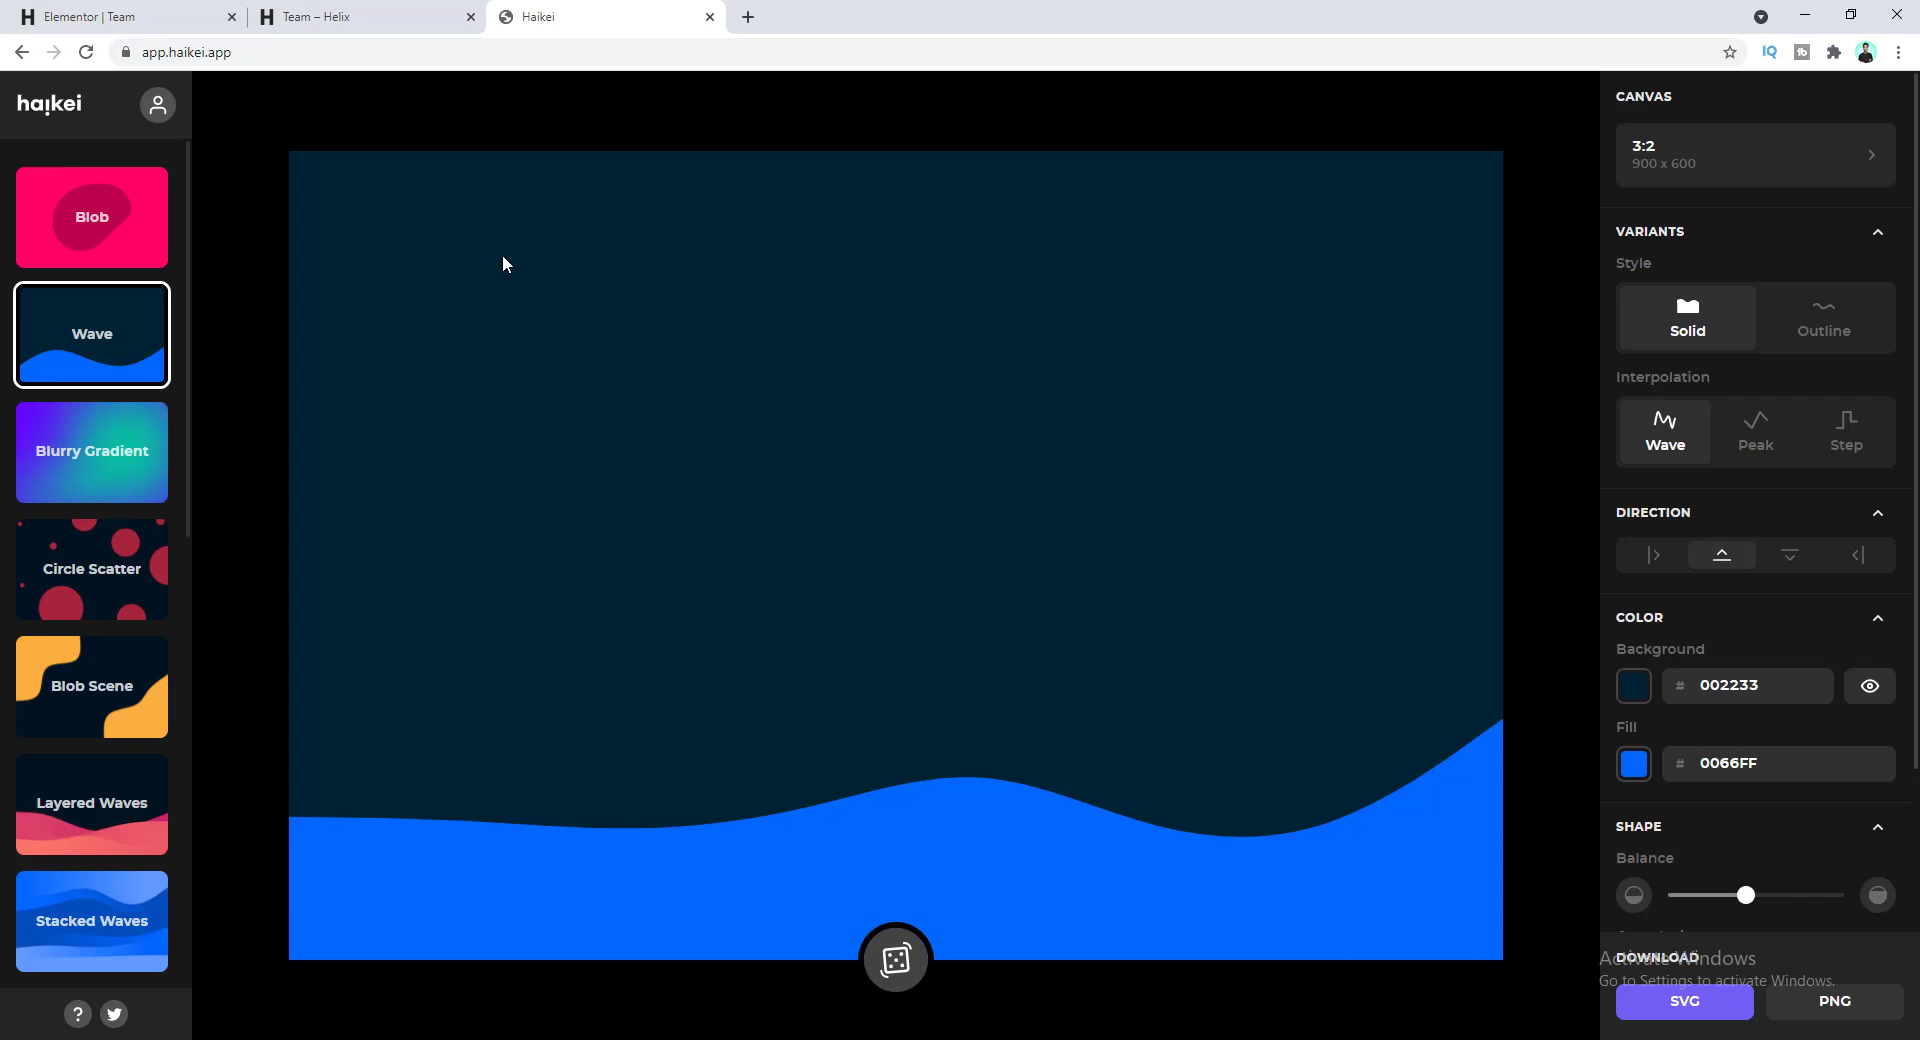 Elementor | Team
Team – Helix
Haikei
app.haikei.app
haikei
Blob
Wave
Blurry Gradient
Circle Scatter
Blob Scene
Layered Waves
Stacked Waves
CANVAS
3:2
900 x 600
VARIANTS
Style
Solid
Outline
Interpolation
Wave
Peak
Step
DIRECTION
COLOR
Background
# 002233
Fill
# 0066FF
SHAPE
Balance
DOWNLOAD
Activate Windows
Go to Settings to activate Windows.
SVG
PNG